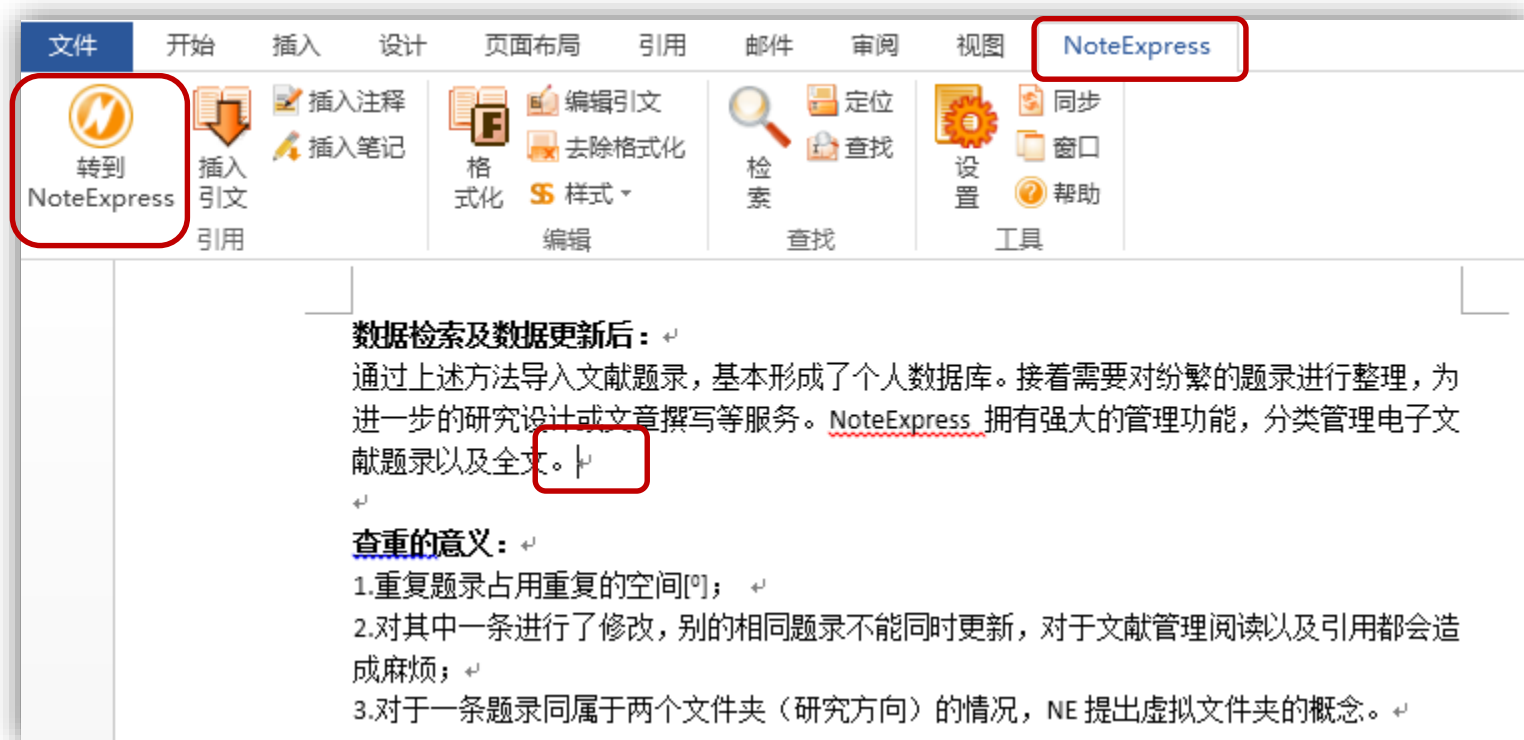 文件 开始 插入 设计 页面布局 引用 邮件 审阅 视图 NoteExpress
转到
NoteExpress
插入
引文
插入注释
插入笔记
引用
格
式化
编辑引文
去除格式化
样式
编辑
检
索
定位
查找
查找
设
置
同步
窗口
帮助
工具
数据检索及数据更新后：
通过上述方法导入文献题录，基本形成了个人数据库。接着需要对纷繁的题录进行整理，为
进一步的研究设计或文章撰写等服务。NoteExpress 拥有强大的管理功能，分类管理电子文
献题录以及全文。
查重的意义：
1.重复题录占用重复的空间[0]；
2.对其中一条进行了修改，别的相同题录不能同时更新，对于文献管理阅读以及引用都会造
成麻烦；
3.对于一条题录同属于两个文件夹（研究方向）的情况，NE 提出虚拟文件夹的概念。